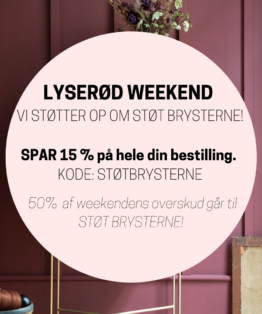 LYSERØD WEEKEND
VI STØTTER OP OM STØT BRYSTERNE!
SPAR 15 % på hele din bestilling.
KODE: STØTBRYSTERNE
50% af weekendens overskud går til
STØT BRYSTERNE!